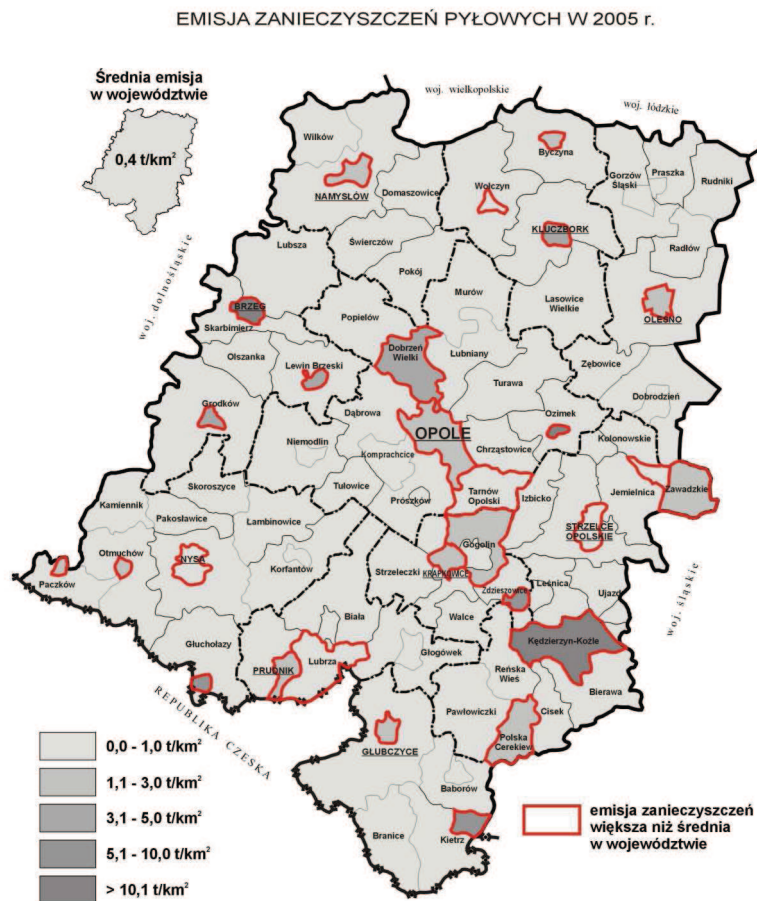 EMISJA ZANIECZYSZCZEŃ PYŁOWYCH W 2005 r.
Średnia emisja
w województwie
0,4 t/km²
woj. wielkopolskie
woj. łódzkie
woj. dolnośląskie
woj. śląskie
REPUBLIKA CZESKA
Wilków
NAMYSŁÓW
Domaszowice
Wołczyn
Byczyna
Gorzów
Śląski
Praszka
Rudniki
KLUCZBORK
Radłów
Lubsza
Świerczów
Pokój
Murów
Lasowice
Wielkie
OLESNO
BRZEG
Skarbimierz
Popielów
Dobrzeń
Wielki
Lubniany
Zębowice
Olszanka
Lewin Brzeski
Turawa
Dobrodzień
Grodków
Dąbrowa
OPOLE
Ozimek
Niemodlin
Komprachcice
Chrząstowice
Kolonowskie
Skoroszyce
Tułowice
Prószków
Tarnów
Opolski
Izbicko
Jemielnica
Zawadzkie
Kamiennik
Pakosławice
Lambinowice
STRZELCE
OPOLSKIE
Gogolin
Paczków
Otmuchów
NYSA
Korfantów
Strzeleczki
KRAPKOWICE
Zdzieszowice
Leśnica
Ujazd
Biała
Walce
Kędzierzyn-Koźle
Głuchołazy
PRUDNIK
Lubrza
Głogówek
Reńska
Wieś
Bierawa
Pawłowiczki
Cisek
Polska
Cerekiew
GLUBCZYCE
Baborów
Branice
Kietrz
0,0 - 1,0 t/km²
1,1 - 3,0 t/km²
3,1 - 5,0 t/km²
5,1 - 10,0 t/km²
> 10,1 t/km²
emisja zanieczyszczeń
większa niż średnia
w województwie